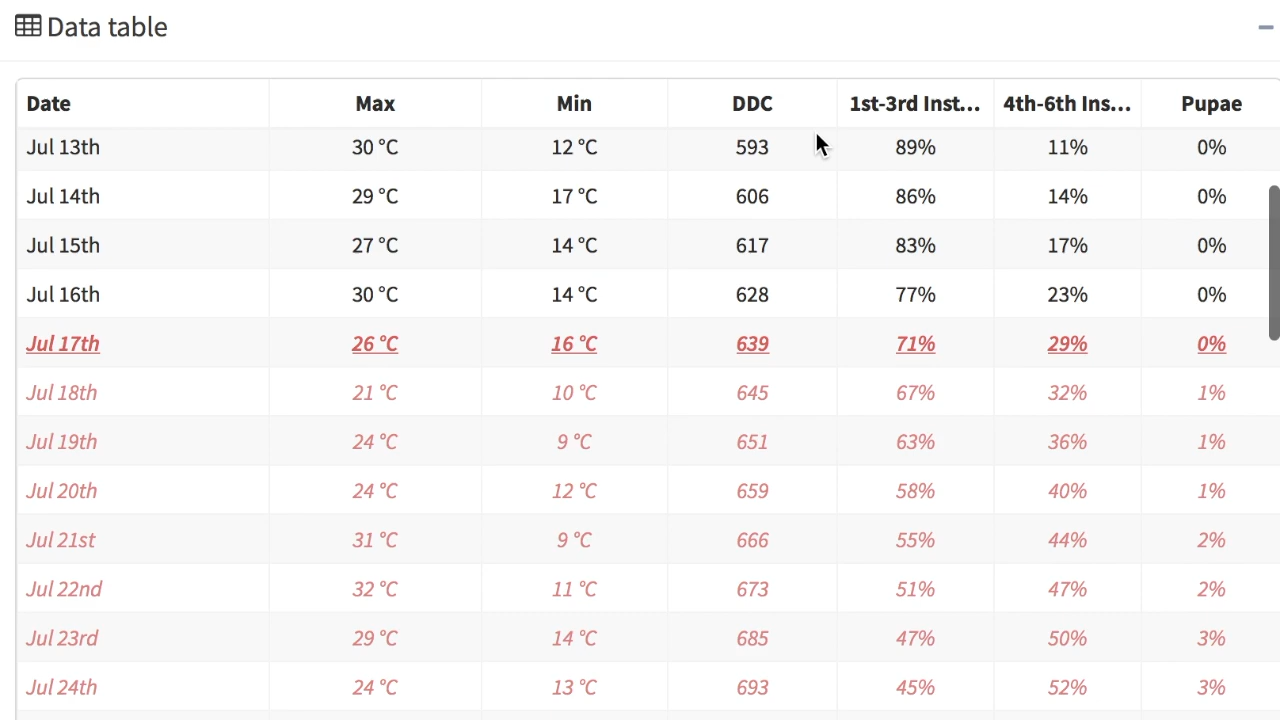 Data table
Date Max Min DDC 1st-3rd Inst... 4th-6th Ins... Pupae
Jul 13th 30 °C 12 °C 593 89% 11% 0%
Jul 14th 29 °C 17 °C 606 86% 14% 0%
Jul 15th 27 °C 14 °C 617 83% 17% 0%
Jul 16th 30 °C 14 °C 628 77% 23% 0%
Jul 17th 26 °C 16 °C 639 71% 29% 0%
Jul 18th 21 °C 10 °C 645 67% 32% 1%
Jul 19th 24 °C 9 °C 651 63% 36% 1%
Jul 20th 24 °C 12 °C 659 58% 40% 1%
Jul 21st 31 °C 9 °C 666 55% 44% 2%
Jul 22nd 32 °C 11 °C 673 51% 47% 2%
Jul 23rd 29 °C 14 °C 685 47% 50% 3%
Jul 24th 24 °C 13 °C 693 45% 52% 3%